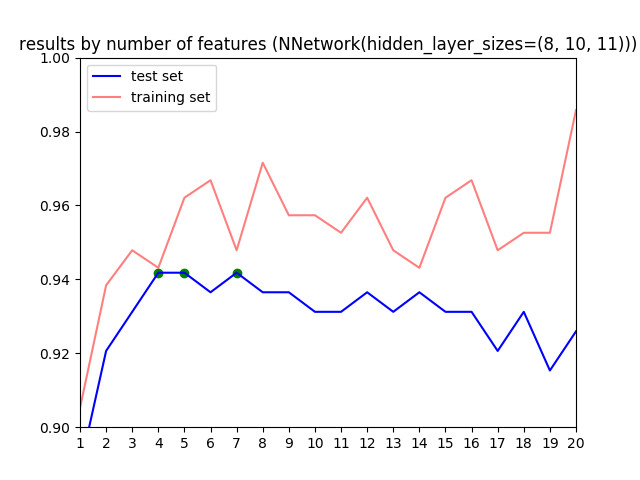 results by number of features (NNetwork(hidden_layer_sizes=(8, 10, 11)))
1.00
test set
training set
0.98
0.96
0.94
0.92
0.90
1 2 3 4 5 6 7 8 9 10 11 12 13 14 15 16 17 18 19 20